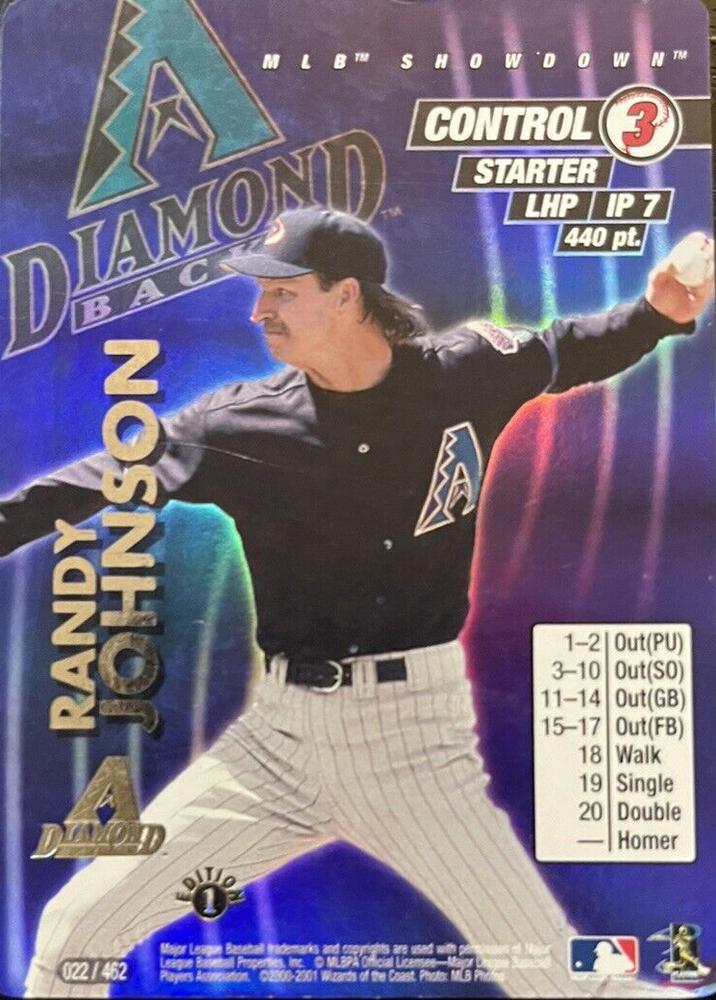 MLB™ SHOWDOWN™
CONTROL 3
STARTER
LHP IP 7
440 pt.
A
DIAMOND™
BACK
RANDY
JOHNSON
A
1–2 Out(PU)
3–10 Out(SO)
11–14 Out(GB)
15–17 Out(FB)
18 Walk
19 Single
20 Double
— Homer
A
DIAMOND
EDITION
1
022 / 462
Major League Baseball trademarks and copyrights are used with permission of Major
League Baseball Properties, Inc. © MLBPA Official Licensee—Major League Baseball
Players Association. ©2000-2001 Wizards of the Coast. Photo: MLB Photos